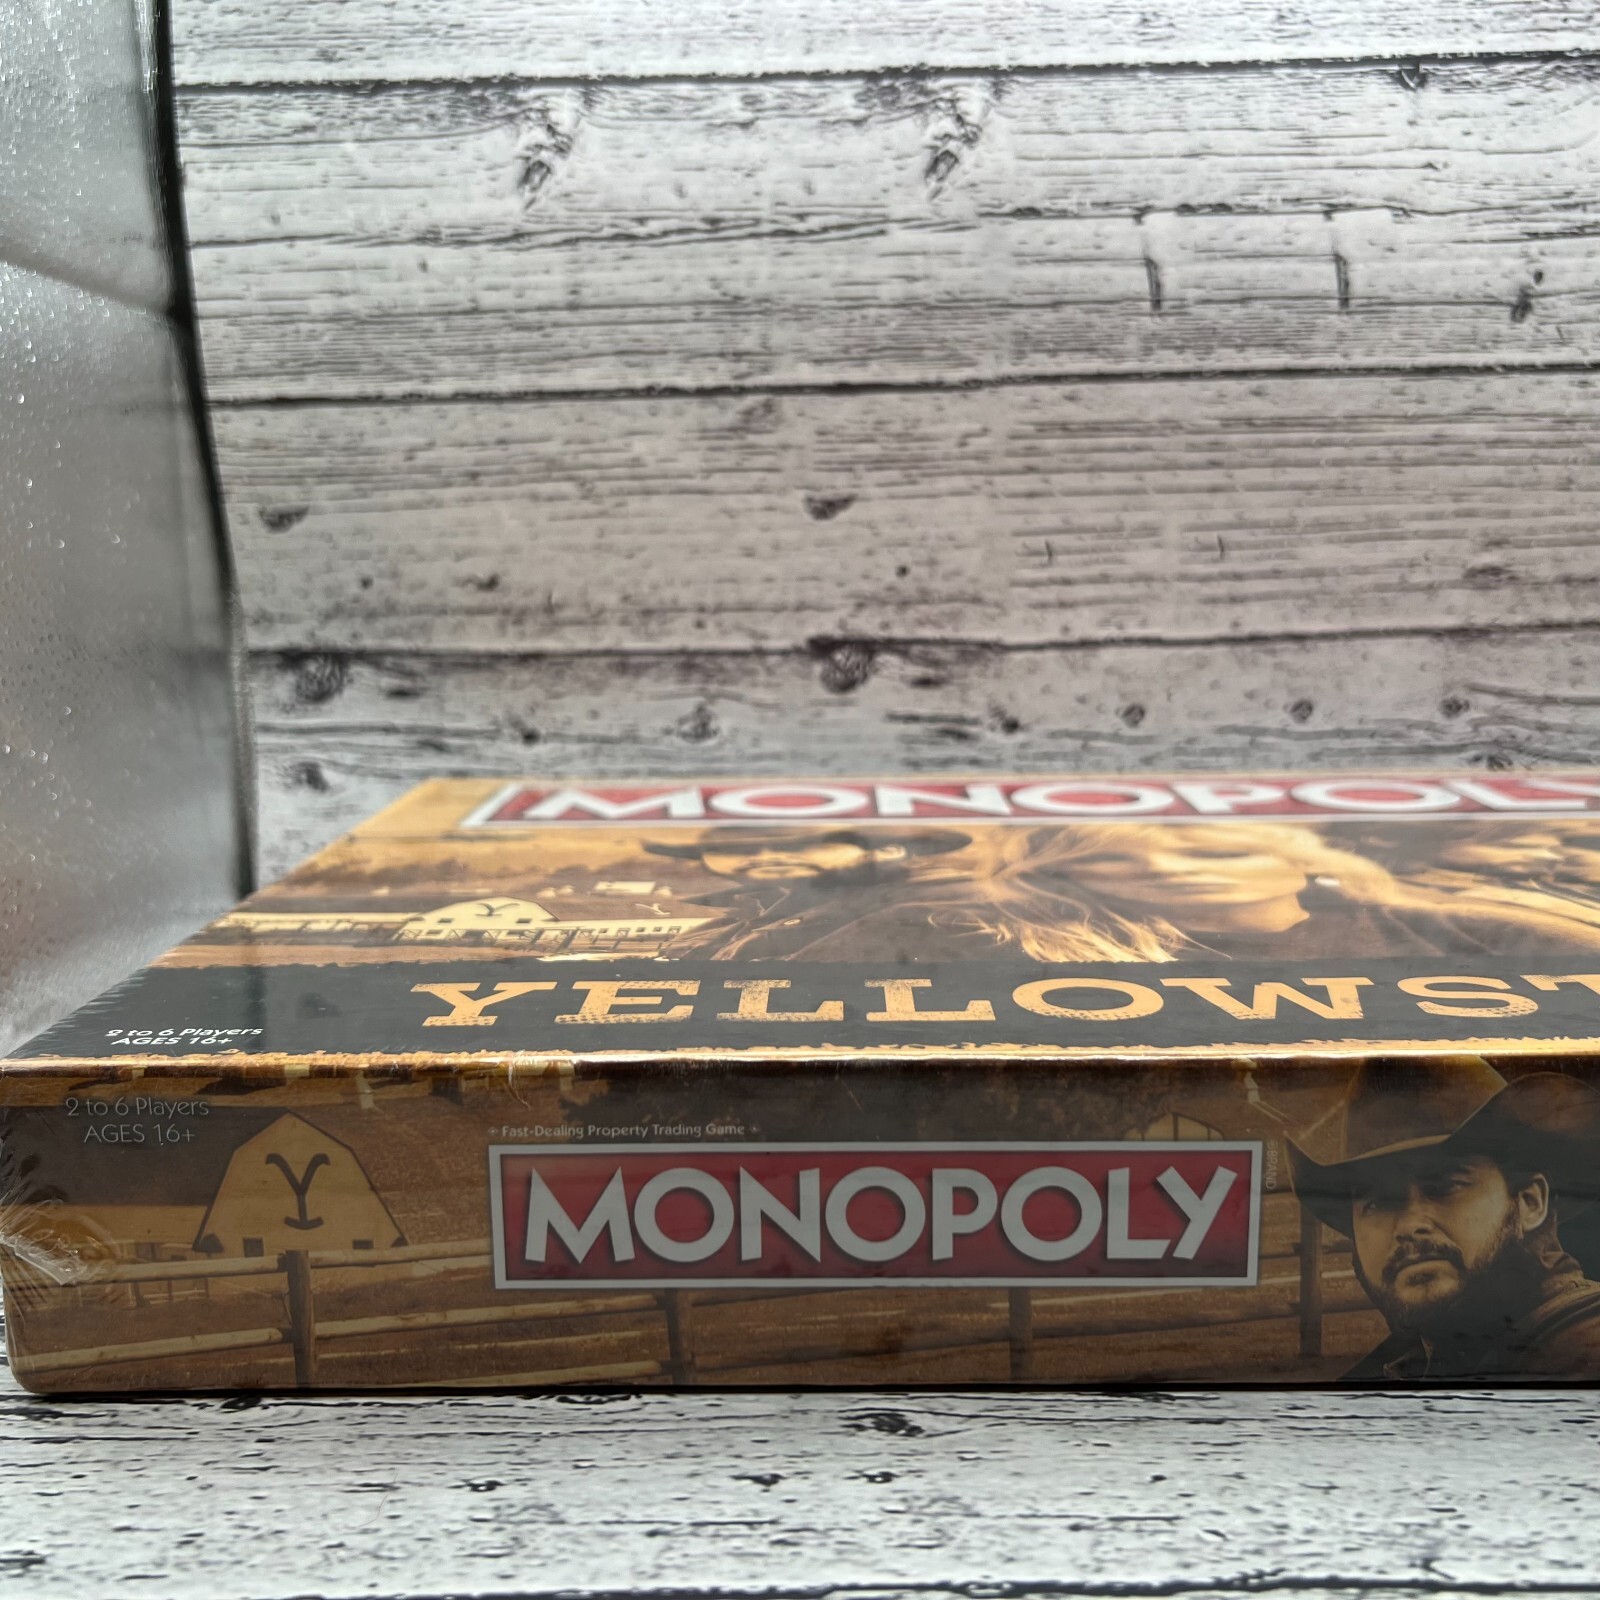 MONOPOLY
YELLOWST
2 to 6 Players
AGES 16+
2 to 6 Players
AGES 16+
Fast-Dealing Property Trading Game
MONOPOLY
BRAND
Y